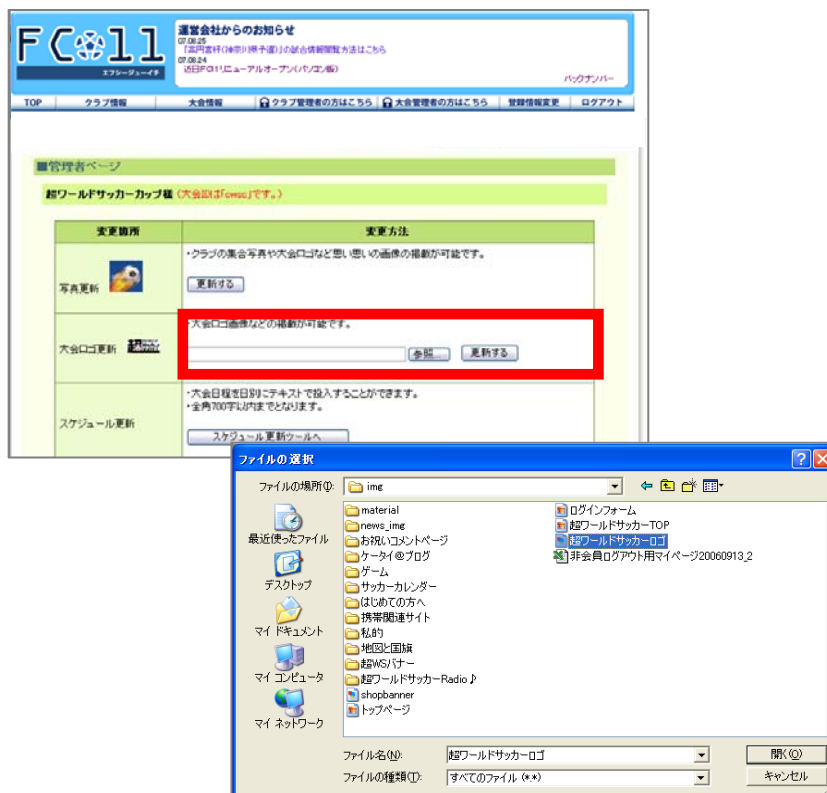 FC11
エフシージェーイチ
運営会社からのお知らせ
07.08.25
「高円宮杯(神奈川県予選)」の試合情報閲覧方法はこちら
07.08.24
近日FC11リニューアルオープン(パソコン版)
バックナンバー
TOP クラブ情報 大会情報 クラブ管理者の方はこちら 大会管理者の方はこちら 登録情報変更 ログアウト
■管理者ページ
超ワールドサッカーカップ様 (大会IDは「cwsc」です。)
変更箇所 変更方法
写真更新
・クラブの集合写真や大会ロゴなど思い思いの画像の掲載が可能です。
更新する
大会ロゴ更新
・大会ロゴ画像などの掲載が可能です。
参照... 更新する
スケジュール更新
・大会日程を日別にテキストで投入することができます。
・全角700字以内までとなります。
スケジュール更新ツールへ
ファイルの選択
ファイルの場所(I): img
最近使ったファイル
デスクトップ
マイ ドキュメント
マイ コンピュータ
マイ ネットワーク
material
news_img
お祝いコメントページ
ケータイ@ブログ
ゲーム
サッカーカレンダー
はじめての方へ
携帯関連サイト
私的
地図と国旗
超WSバナー
超ワールドサッカーRadio♪
shopbanner
トップページ
ログインフォーム
超ワールドサッカーTOP
超ワールドサッカーロゴ
非会員ログアウト用マイページ20060913_2
ファイル名(N): 超ワールドサッカーロゴ 開く(O)
ファイルの種類(T): すべてのファイル (*.*) キャンセル